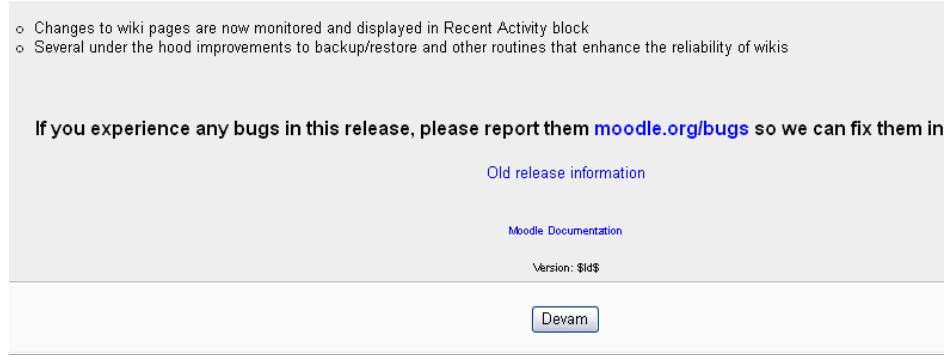 Changes to wiki pages are now monitored and displayed in Recent Activity block
Several under the hood improvements to backup/restore and other routines that enhance the reliability of wikis
If you experience any bugs in this release, please report them moodle.org/bugs so we can fix them in
Old release information
Moodle Documentation
Version: $Id$
Devam